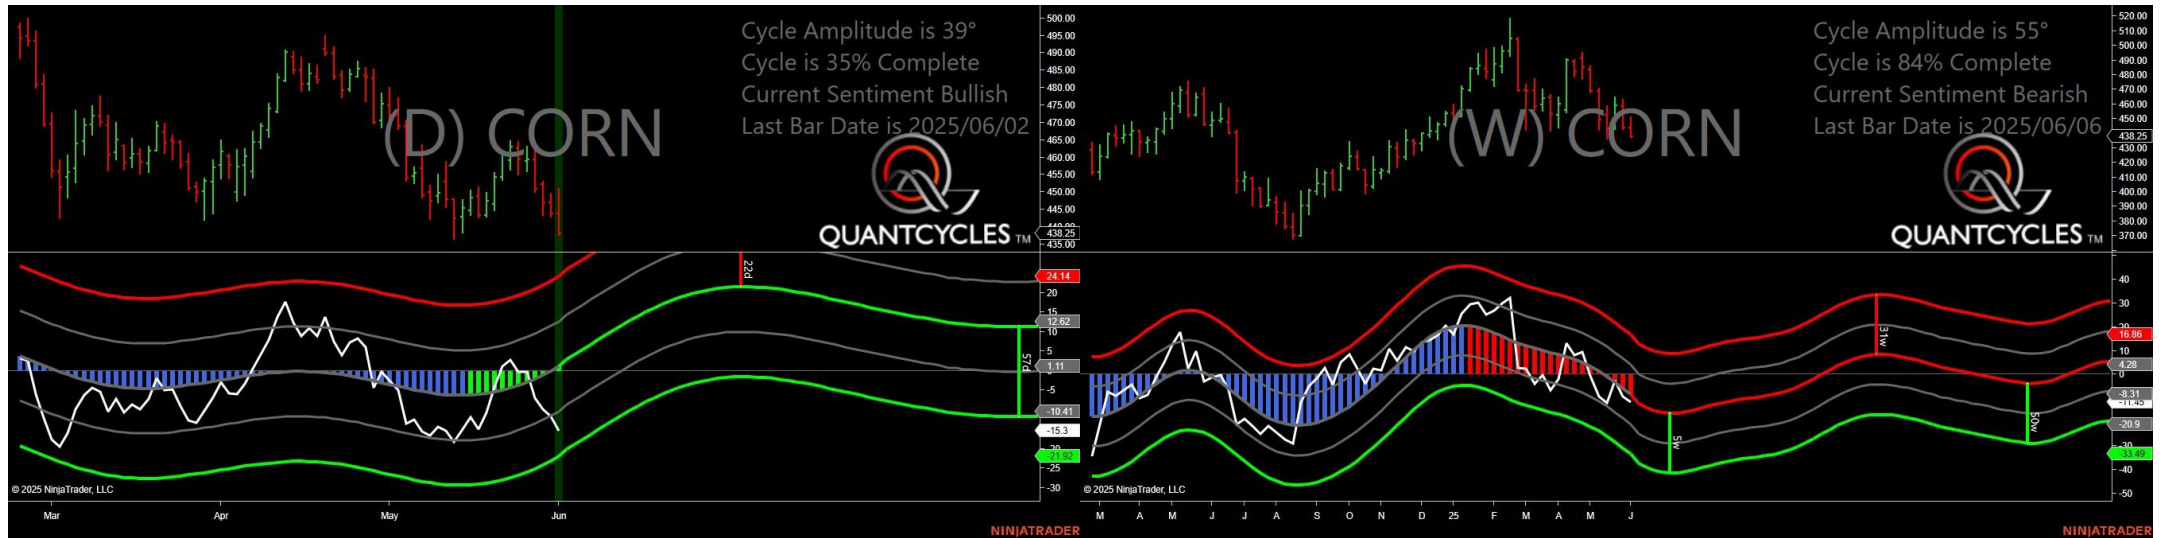 Cycle Amplitude is 39°
Cycle is 35% Complete
Current Sentiment Bullish
Last Bar Date is 2025/06/02
(D) CORN
QUANTCYCLES TM
500.00
495.00
490.00
485.00
480.00
475.00
470.00
465.00
460.00
455.00
450.00
445.00
438.25
435.00
22d
57d
24.14
20
15
12.62
10
5
1.11
-5
-10.41
-15.3
-20
-21.92
-25
-30
© 2025 NinjaTrader, LLC
Mar Apr May Jun
NINJATRADER
Cycle Amplitude is 55°
Cycle is 84% Complete
Current Sentiment Bearish
Last Bar Date is 2025/06/06
(W) CORN
QUANTCYCLES TM
520.00
510.00
500.00
490.00
480.00
470.00
460.00
450.00
438.25
430.00
420.00
410.00
400.00
390.00
380.00
370.00
31w
5w
50w
40
30
20
16.86
10
4.28
0
-8.31
-11.45
-20.9
-30
-33.49
-40
-50
© 2025 NinjaTrader, LLC
M A M J J A S O N D 25 F M A M J
NINJATRADER